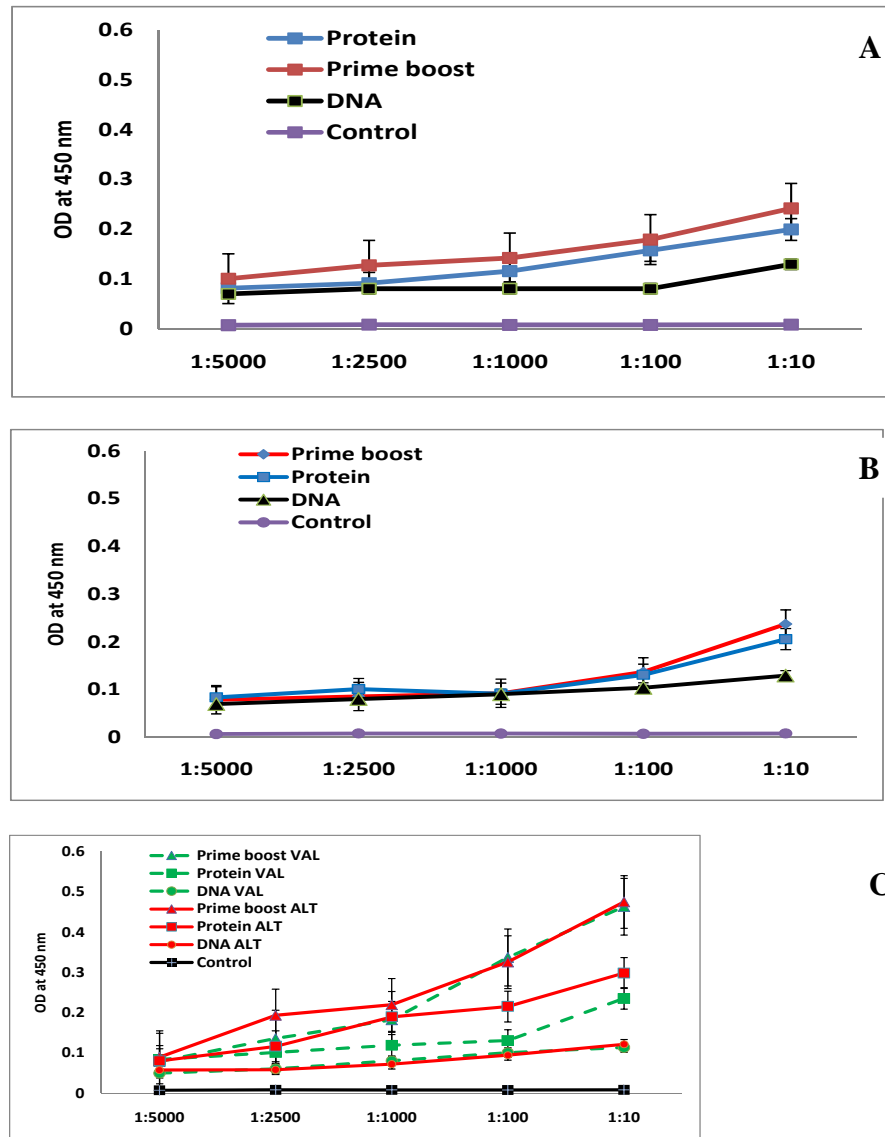 0.6
0.5
0.4
0.3
0.2
0.1
0
OD at 450 nm
Protein
Prime boost
DNA
Control
A
1:5000 1:2500 1:1000 1:100 1:10
0.6
0.5
0.4
0.3
0.2
0.1
0
OD at 450 nm
Prime boost
Protein
DNA
Control
B
1:5000 1:2500 1:1000 1:100 1:10
0.6
0.5
0.4
0.3
0.2
0.1
0
OD at 450 nm
Prime boost VAL
Protein VAL
DNA VAL
Prime boost ALT
Protein ALT
DNA ALT
Control
C
1:5000 1:2500 1:1000 1:100 1:10